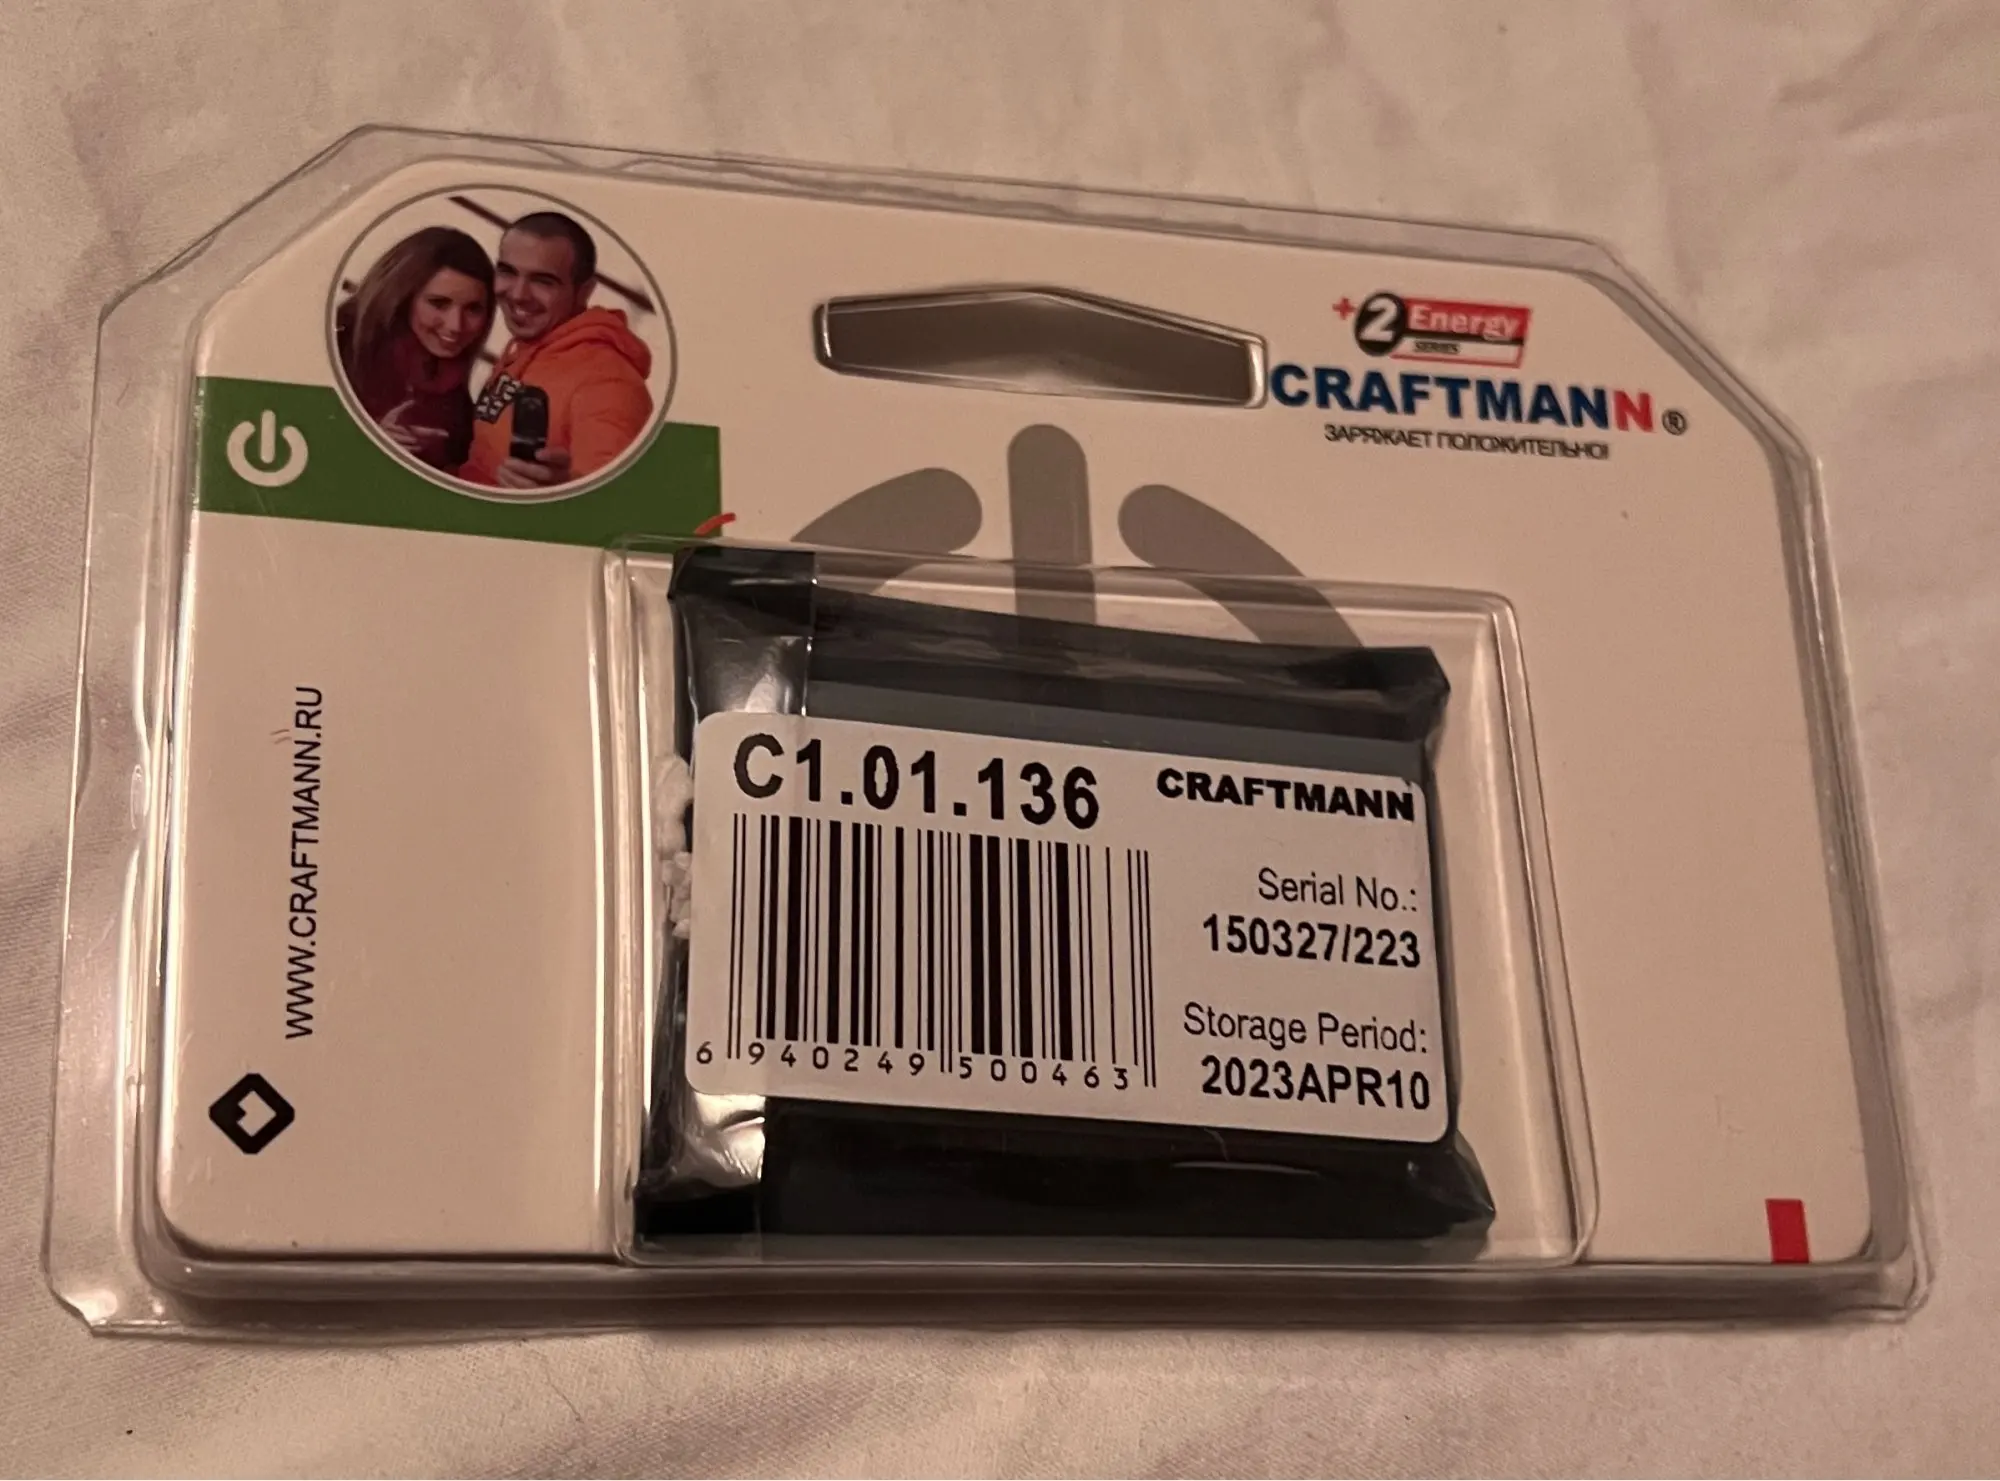 +2 Energy
SERIES
CRAFTMANN®
ЗАРЯЖАЕТ ПОЛОЖИТЕЛЬНО!
WWW.CRAFTMANN.RU
C1.01.136
CRAFTMANN
Serial No.:
150327/223
Storage Period:
2023APR10
6 940249 500463